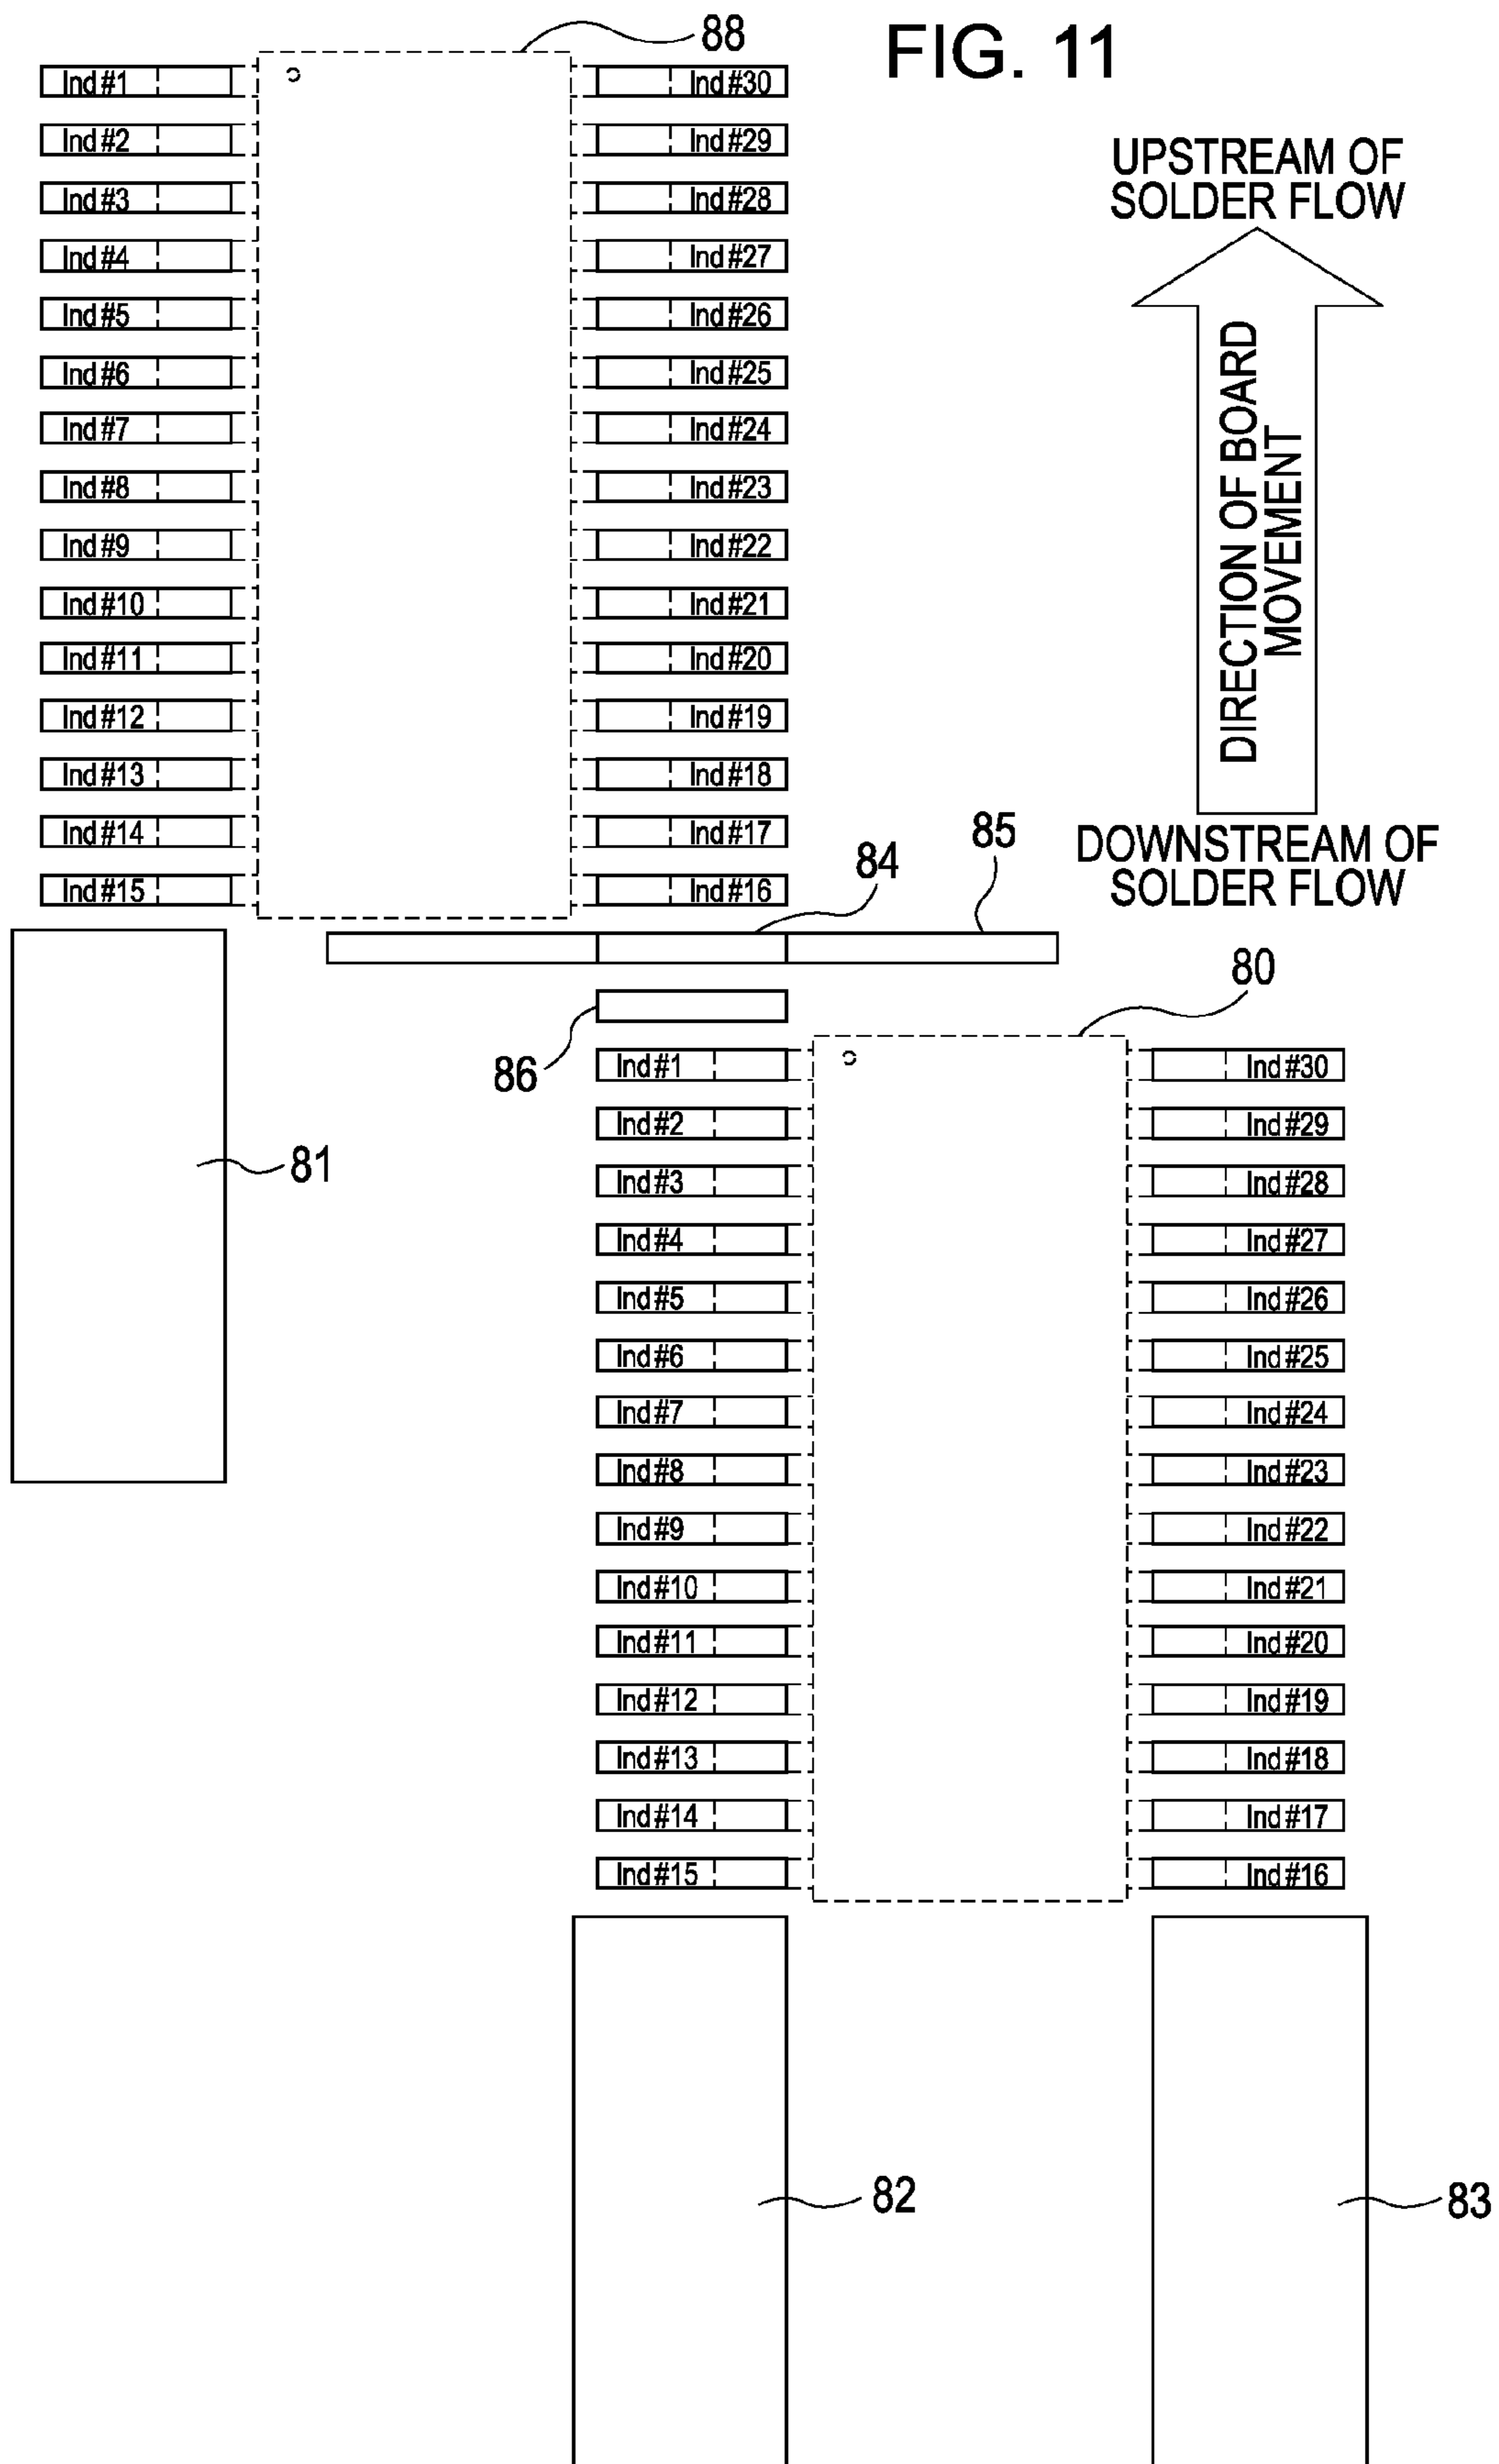 88
FIG. 11
Ind#1 Ind#30
Ind#2 Ind#29
Ind#3 Ind#28
Ind#4 Ind#27
Ind#5 Ind#26
Ind#6 Ind#25
Ind#7 Ind#24
Ind#8 Ind#23
Ind#9 Ind#22
Ind#10 Ind#21
Ind#11 Ind#20
Ind#12 Ind#19
Ind#13 Ind#18
Ind#14 Ind#17
Ind#15 Ind#16
UPSTREAM OF
SOLDER FLOW
DIRECTION OF BOARD
MOVEMENT
DOWNSTREAM OF
SOLDER FLOW
84
85
80
86
81
Ind#1 Ind#30
Ind#2 Ind#29
Ind#3 Ind#28
Ind#4 Ind#27
Ind#5 Ind#26
Ind#6 Ind#25
Ind#7 Ind#24
Ind#8 Ind#23
Ind#9 Ind#22
Ind#10 Ind#21
Ind#11 Ind#20
Ind#12 Ind#19
Ind#13 Ind#18
Ind#14 Ind#17
Ind#15 Ind#16
82
83